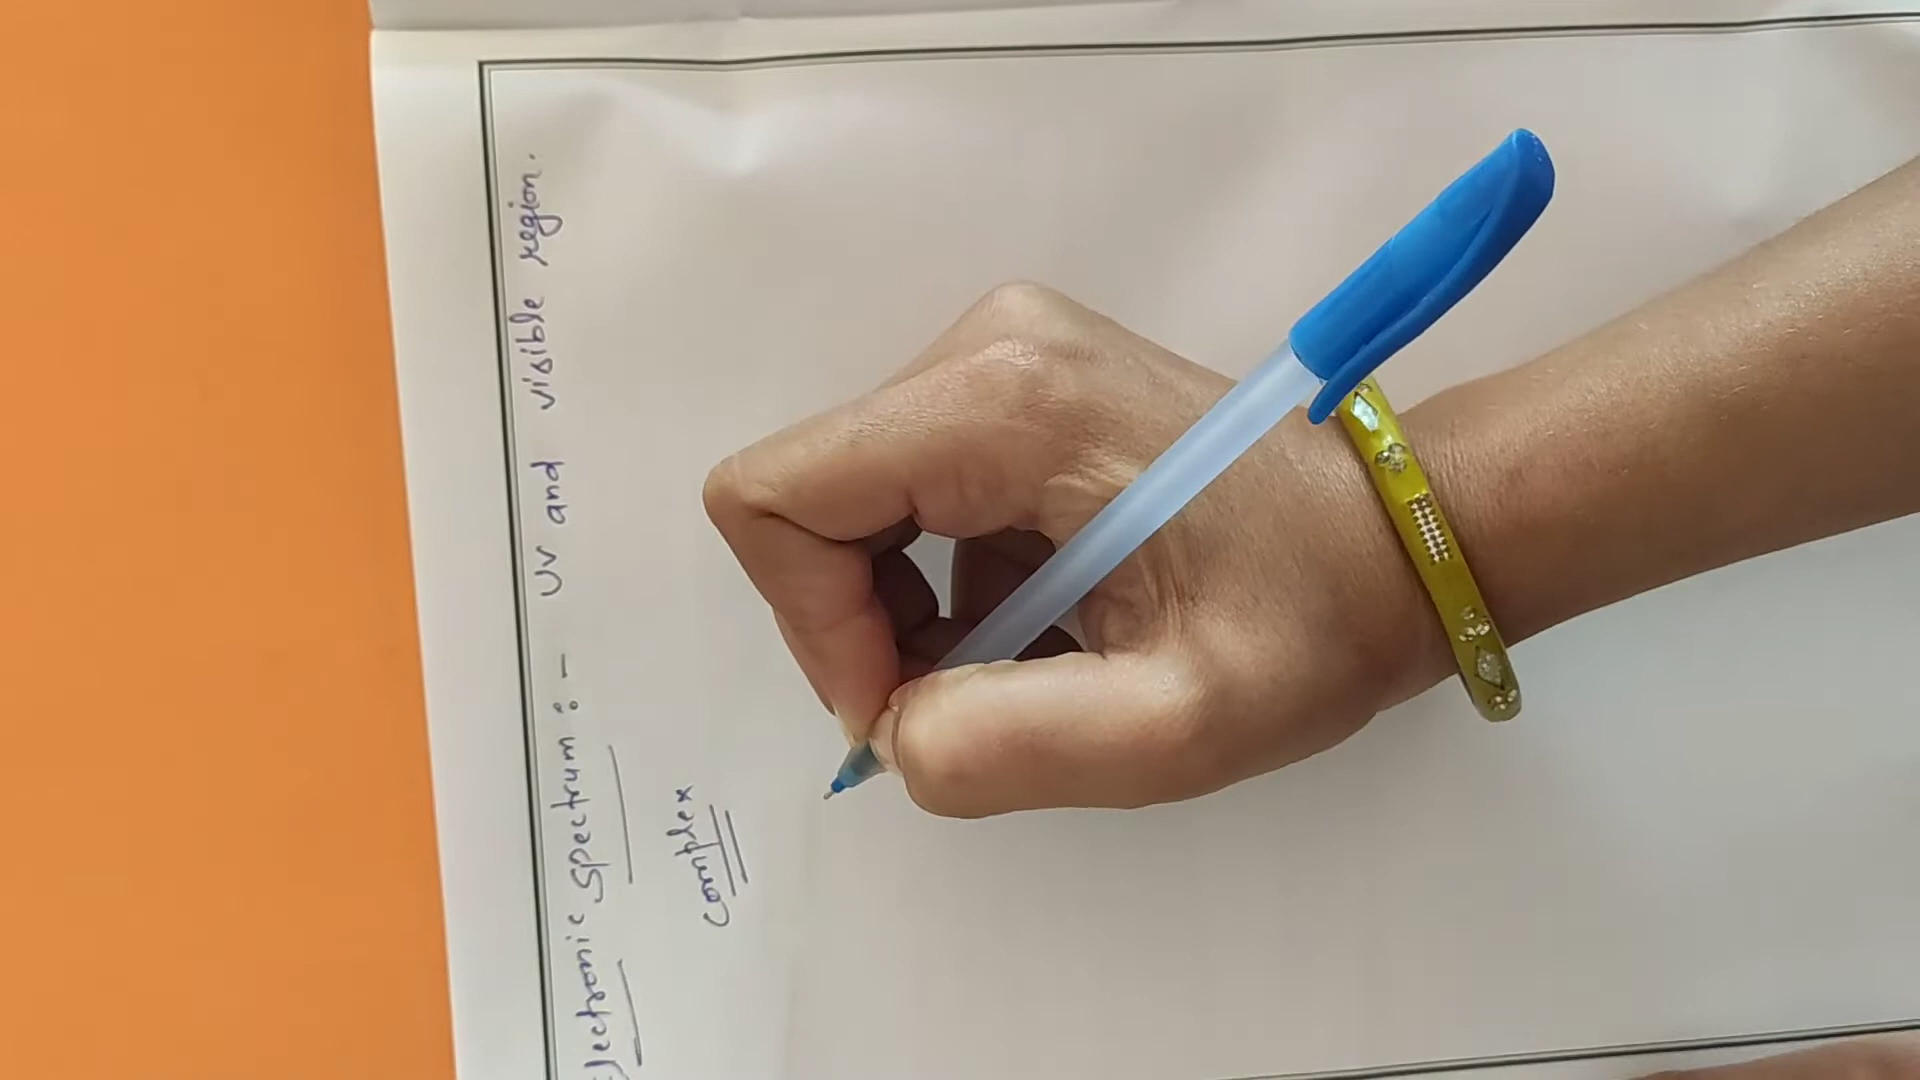 Electronic Spectrum :- UV and visible region.
complex